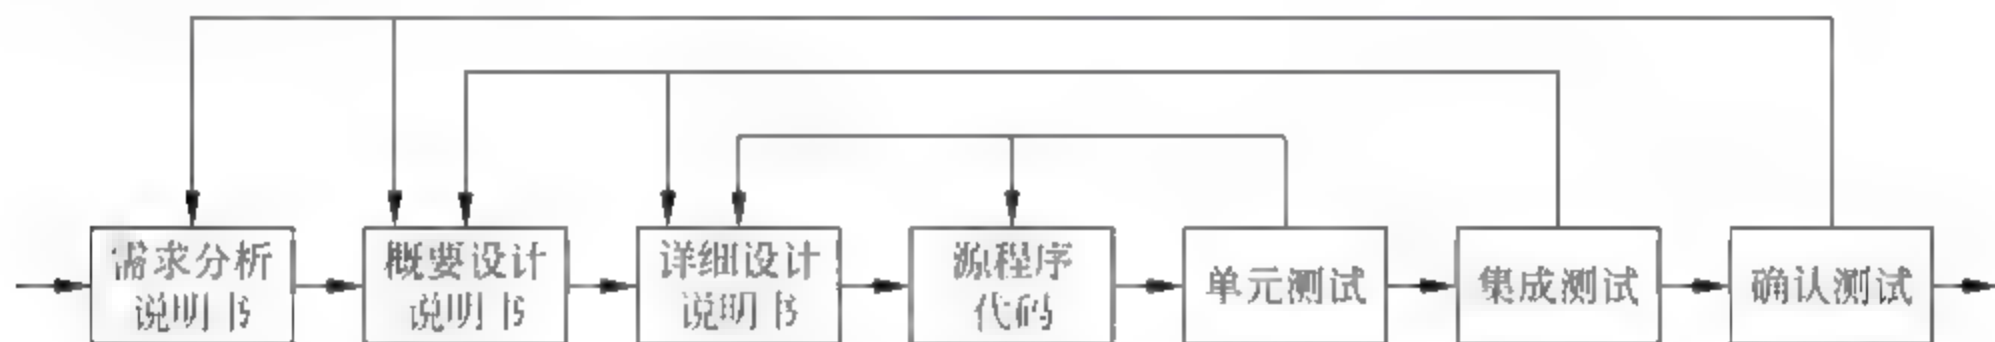 需求分析
说明书
概要设计
说明书
详细设计
说明书
源程序
代码
单元测试
集成测试
确认测试